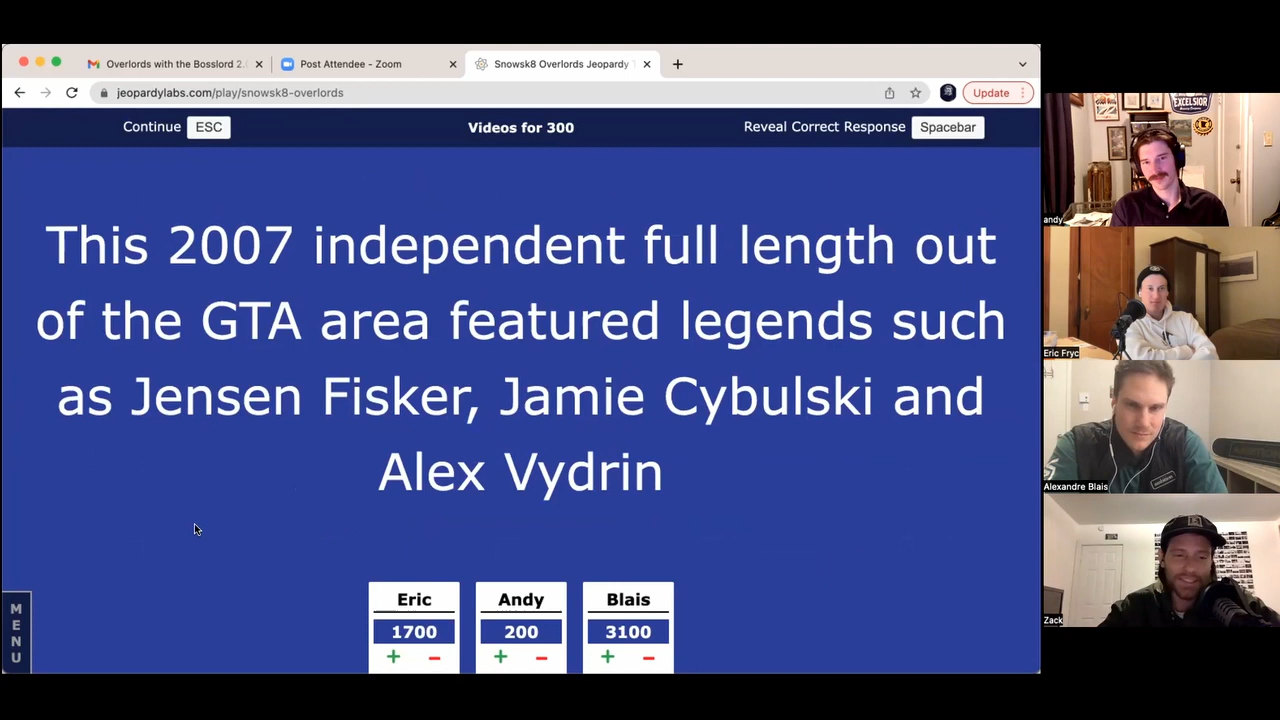 Overlords with the Bosslord 2.
Post Attendee - Zoom
Snowsk8 Overlords Jeopardy
jeopardylabs.com/play/snowsk8-overlords
Update
Continue ESC
Videos for 300
Reveal Correct Response Spacebar
This 2007 independent full length out
of the GTA area featured legends such
as Jensen Fisker, Jamie Cybulski and
Alex Vydrin
MENU
Eric
1700
+ −
Andy
200
+ −
Blais
3100
+ −
EXCELSIOR
andy
Eric Fryc
Alexandre Blais
Zack